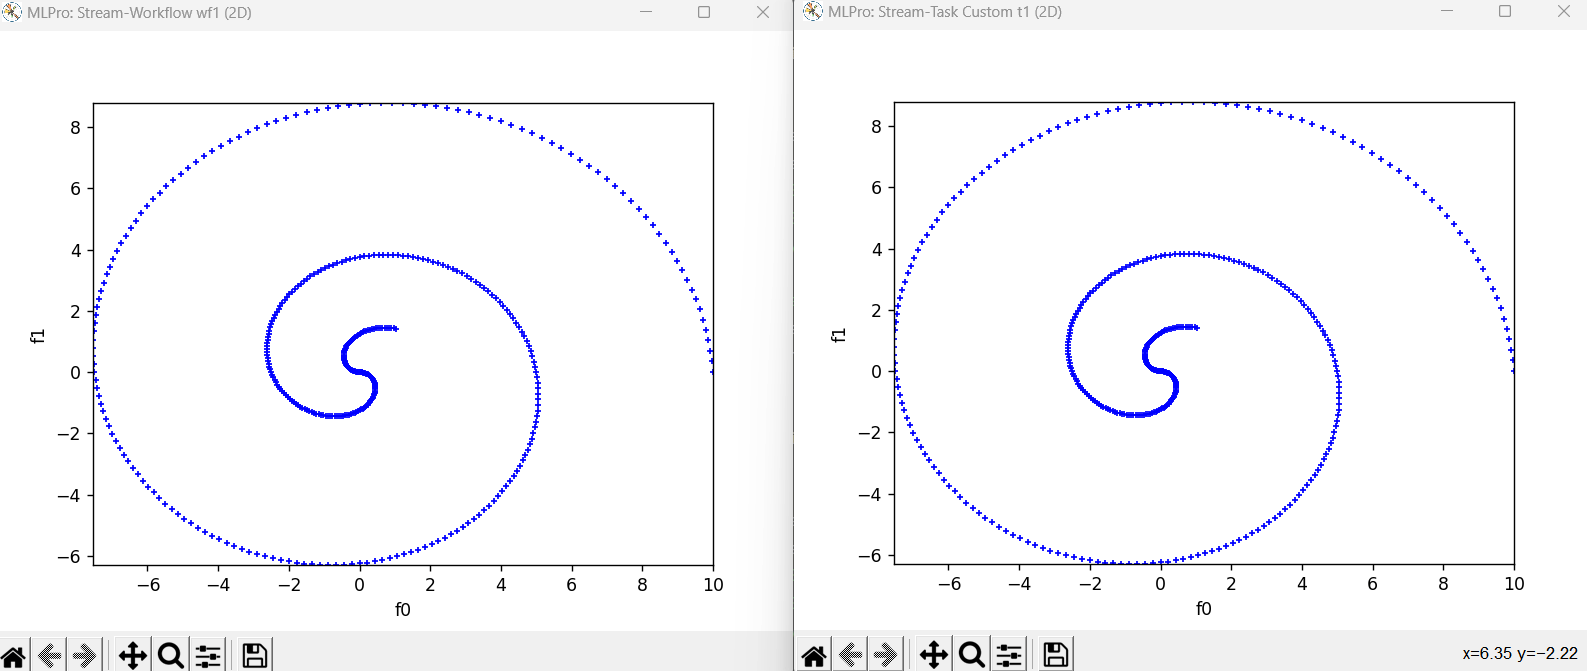 MLPro: Stream-Workflow wf1 (2D)
8
6
4
2
0
−2
−4
−6
f1
−6 −4 −2 0 2 4 6 8 10
f0
MLPro: Stream-Task Custom t1 (2D)
8
6
4
2
0
−2
−4
−6
f1
−6 −4 −2 0 2 4 6 8 10
f0
x=6.35 y=−2.22